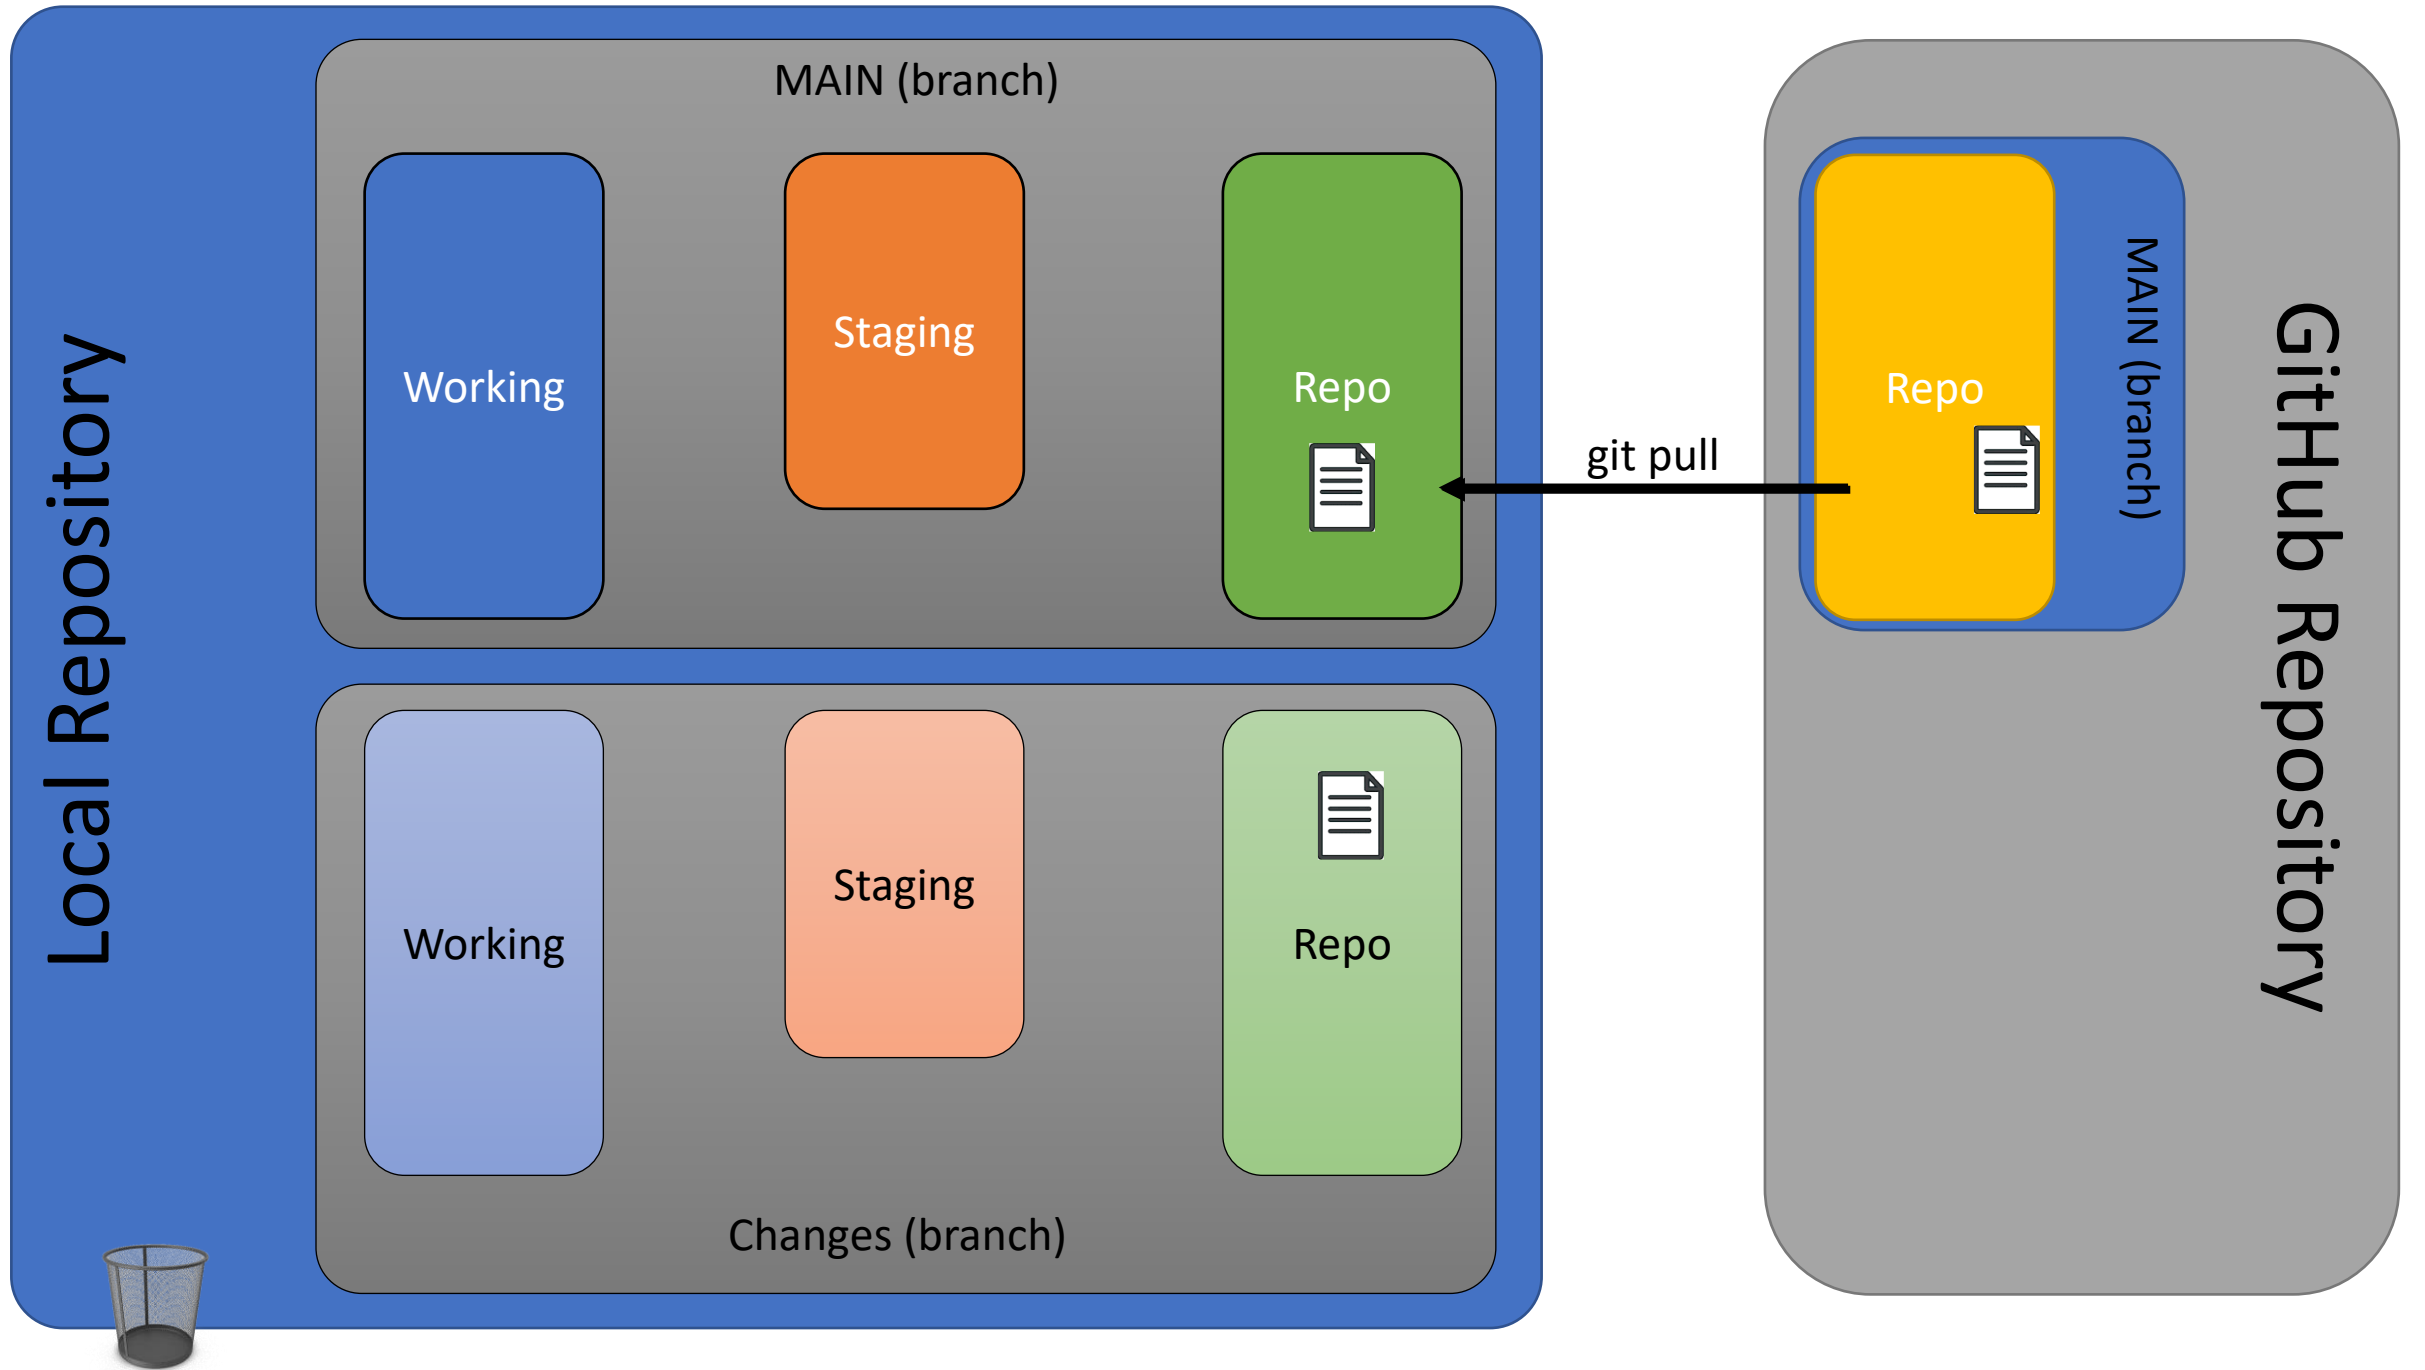 Local Repository
MAIN (branch)
Working
Staging
Repo
git pull
Repo
MAIN (branch)
GitHub Repository
Working
Staging
Repo
Changes (branch)